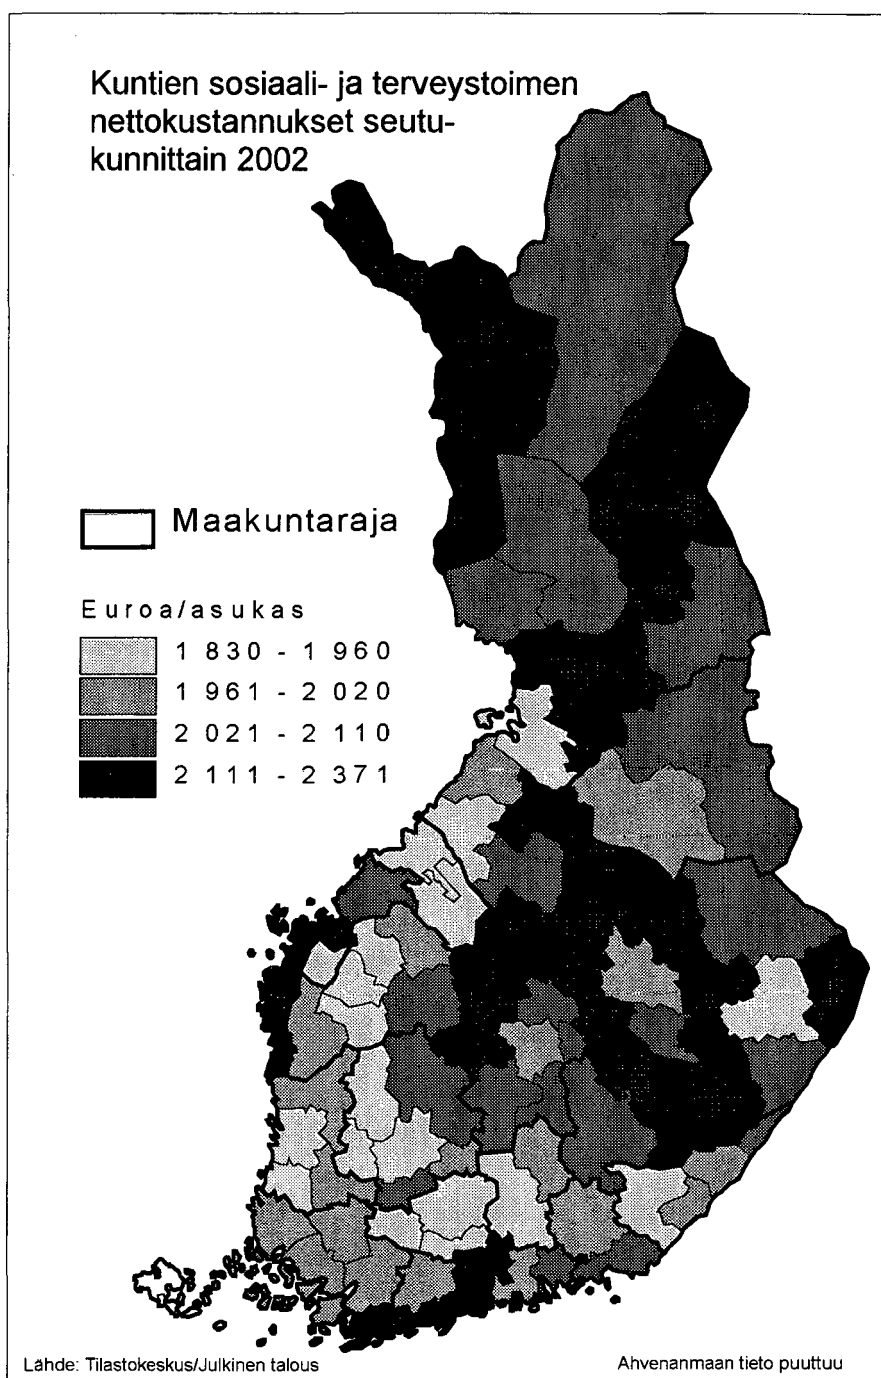 Kuntien sosiaali- ja terveystoimen
nettokustannukset seutu-
kunnittain 2002
Maakuntaraja
Euroa/asukas
1 830 - 1 960
1 961 - 2 020
2 021 - 2 110
2 111 - 2 371
Lähde: Tilastokeskus/Julkinen talous
Ahvenanmaan tieto puuttuu